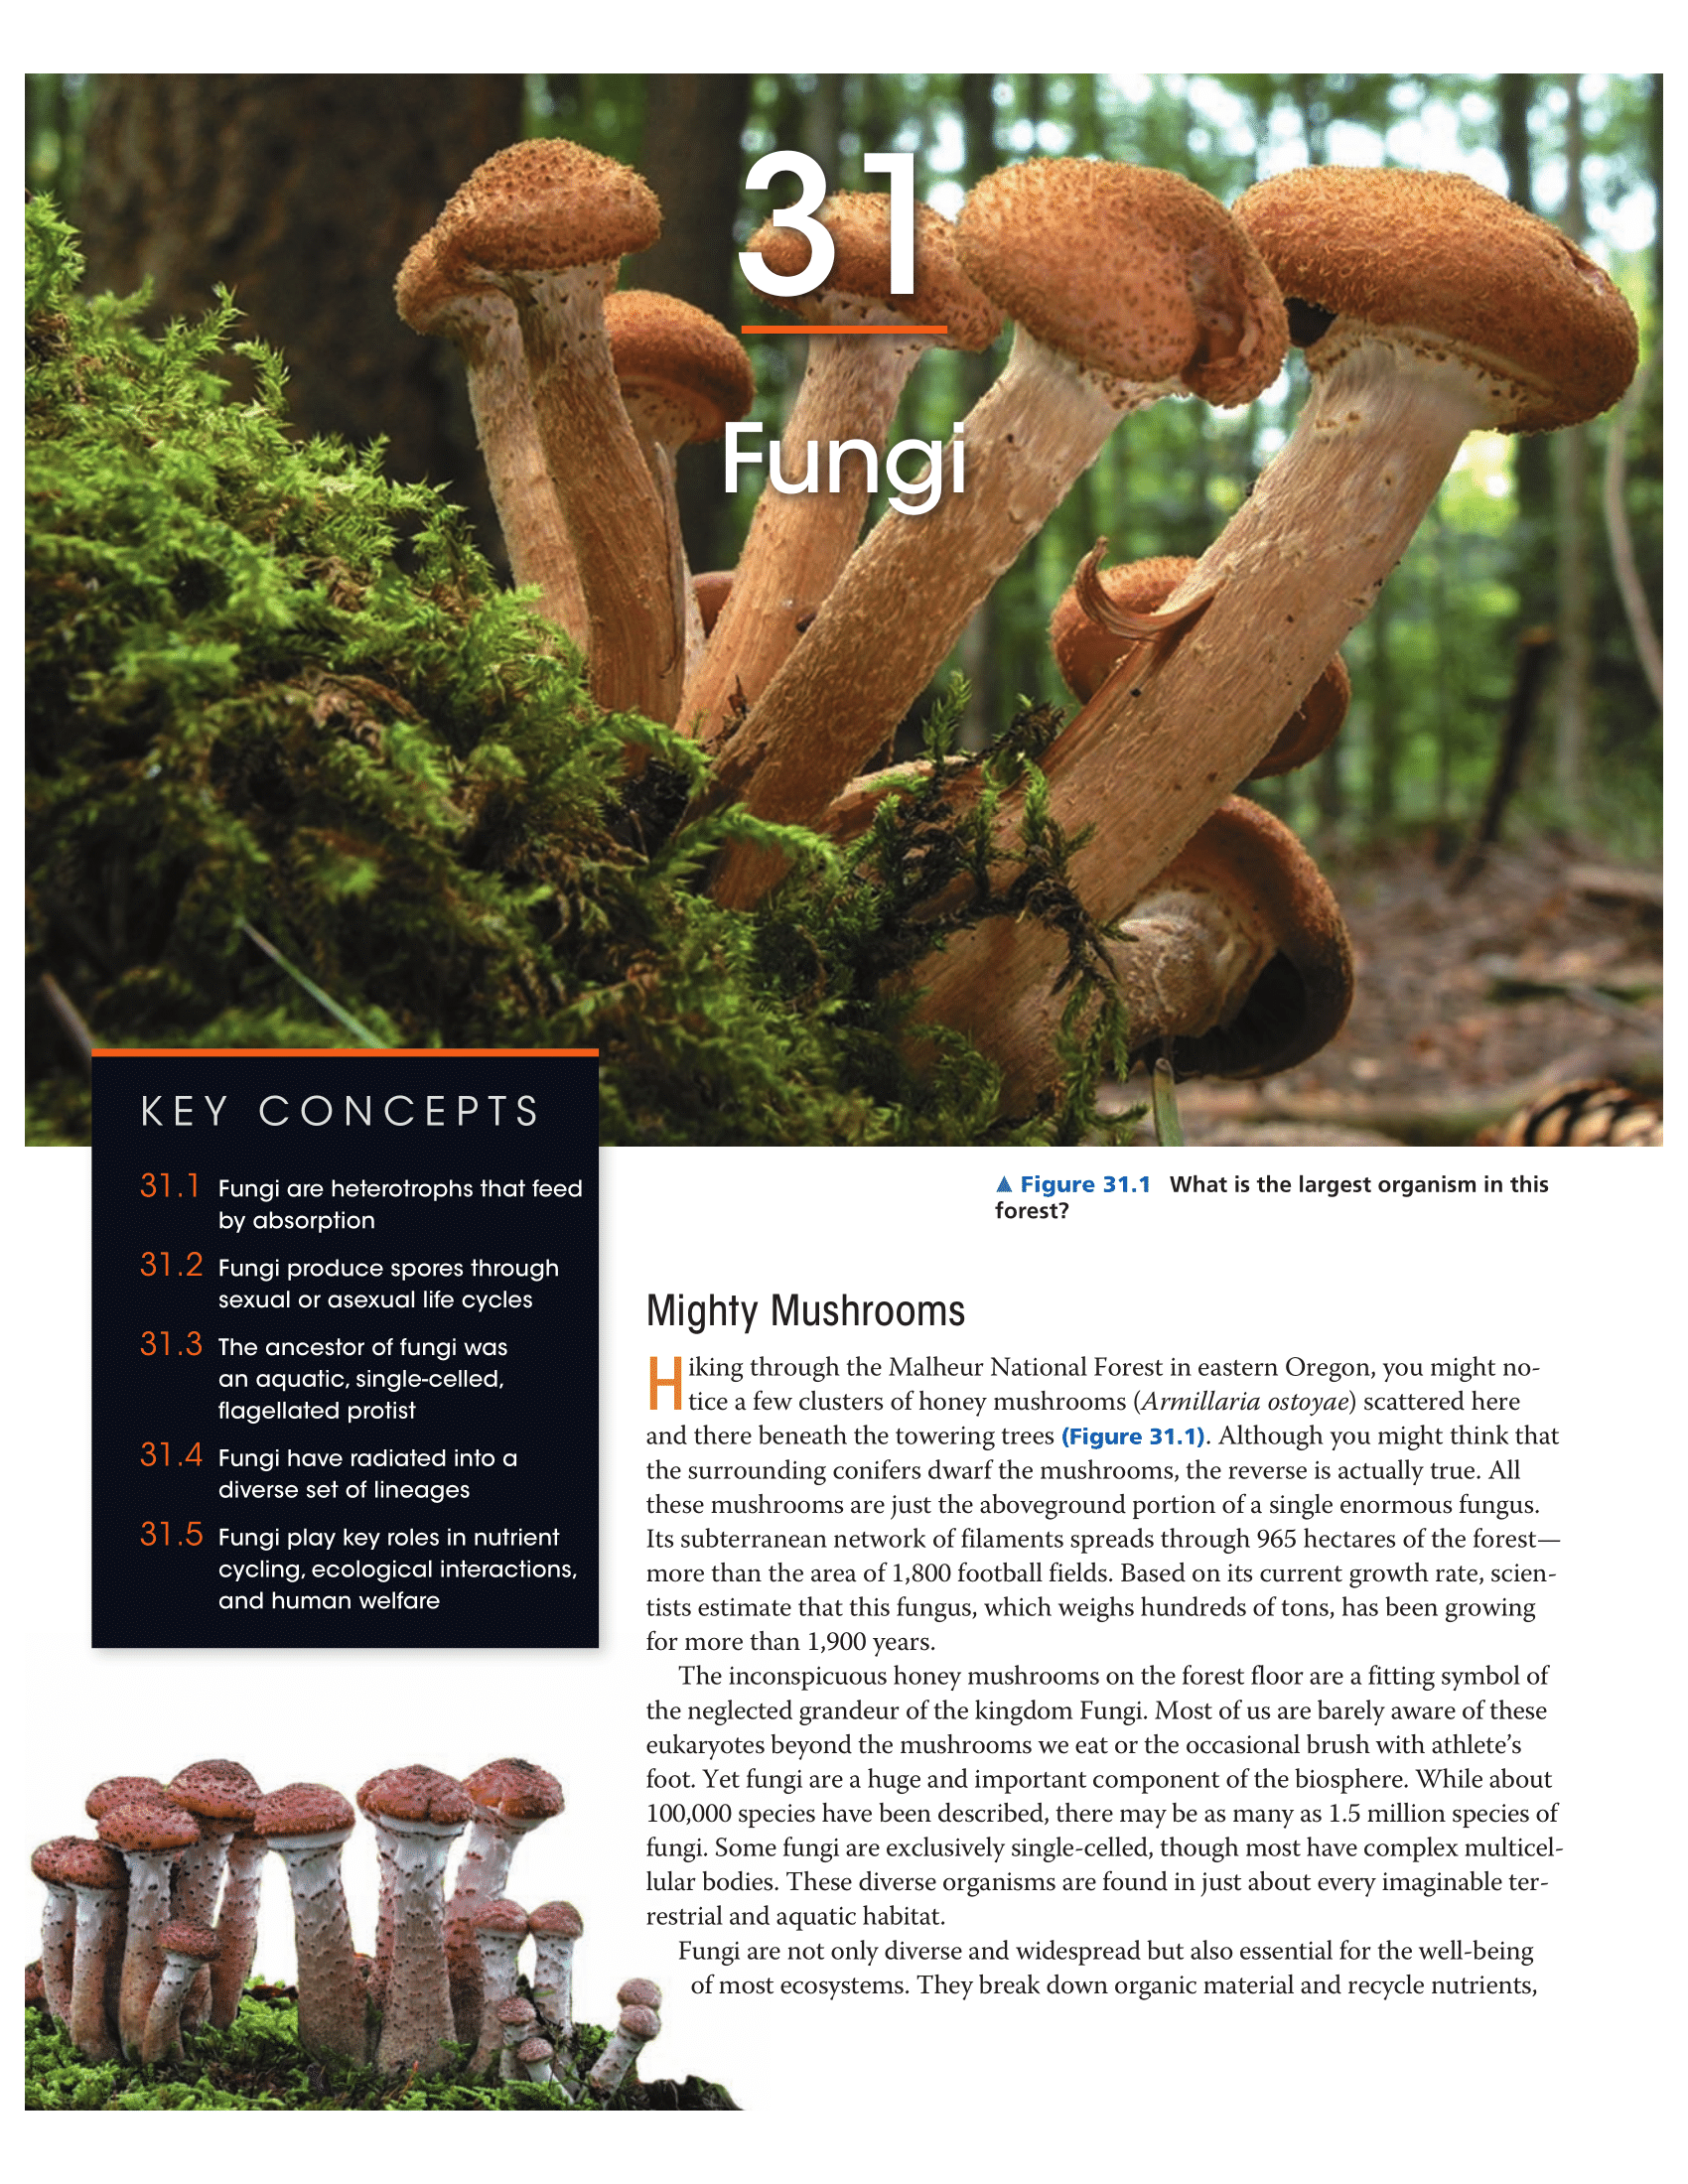 31
Fungi
KEY CONCEPTS
31.1 Fungi are heterotrophs that feed
by absorption
31.2 Fungi produce spores through
sexual or asexual life cycles
31.3 The ancestor of fungi was
an aquatic, single-celled,
flagellated protist
31.4 Fungi have radiated into a
diverse set of lineages
31.5 Fungi play key roles in nutrient
cycling, ecological interactions,
and human welfare
▲ Figure 31.1 What is the largest organism in this
forest?
Mighty Mushrooms
Hiking through the Malheur National Forest in eastern Oregon, you might no-
tice a few clusters of honey mushrooms (Armillaria ostoyae) scattered here
and there beneath the towering trees (Figure 31.1). Although you might think that
the surrounding conifers dwarf the mushrooms, the reverse is actually true. All
these mushrooms are just the aboveground portion of a single enormous fungus.
Its subterranean network of filaments spreads through 965 hectares of the forest—
more than the area of 1,800 football fields. Based on its current growth rate, scien-
tists estimate that this fungus, which weighs hundreds of tons, has been growing
for more than 1,900 years.
The inconspicuous honey mushrooms on the forest floor are a fitting symbol of
the neglected grandeur of the kingdom Fungi. Most of us are barely aware of these
eukaryotes beyond the mushrooms we eat or the occasional brush with athlete's
foot. Yet fungi are a huge and important component of the biosphere. While about
100,000 species have been described, there may be as many as 1.5 million species of
fungi. Some fungi are exclusively single-celled, though most have complex multicel-
lular bodies. These diverse organisms are found in just about every imaginable ter-
restrial and aquatic habitat.
Fungi are not only diverse and widespread but also essential for the well-being
of most ecosystems. They break down organic material and recycle nutrients,